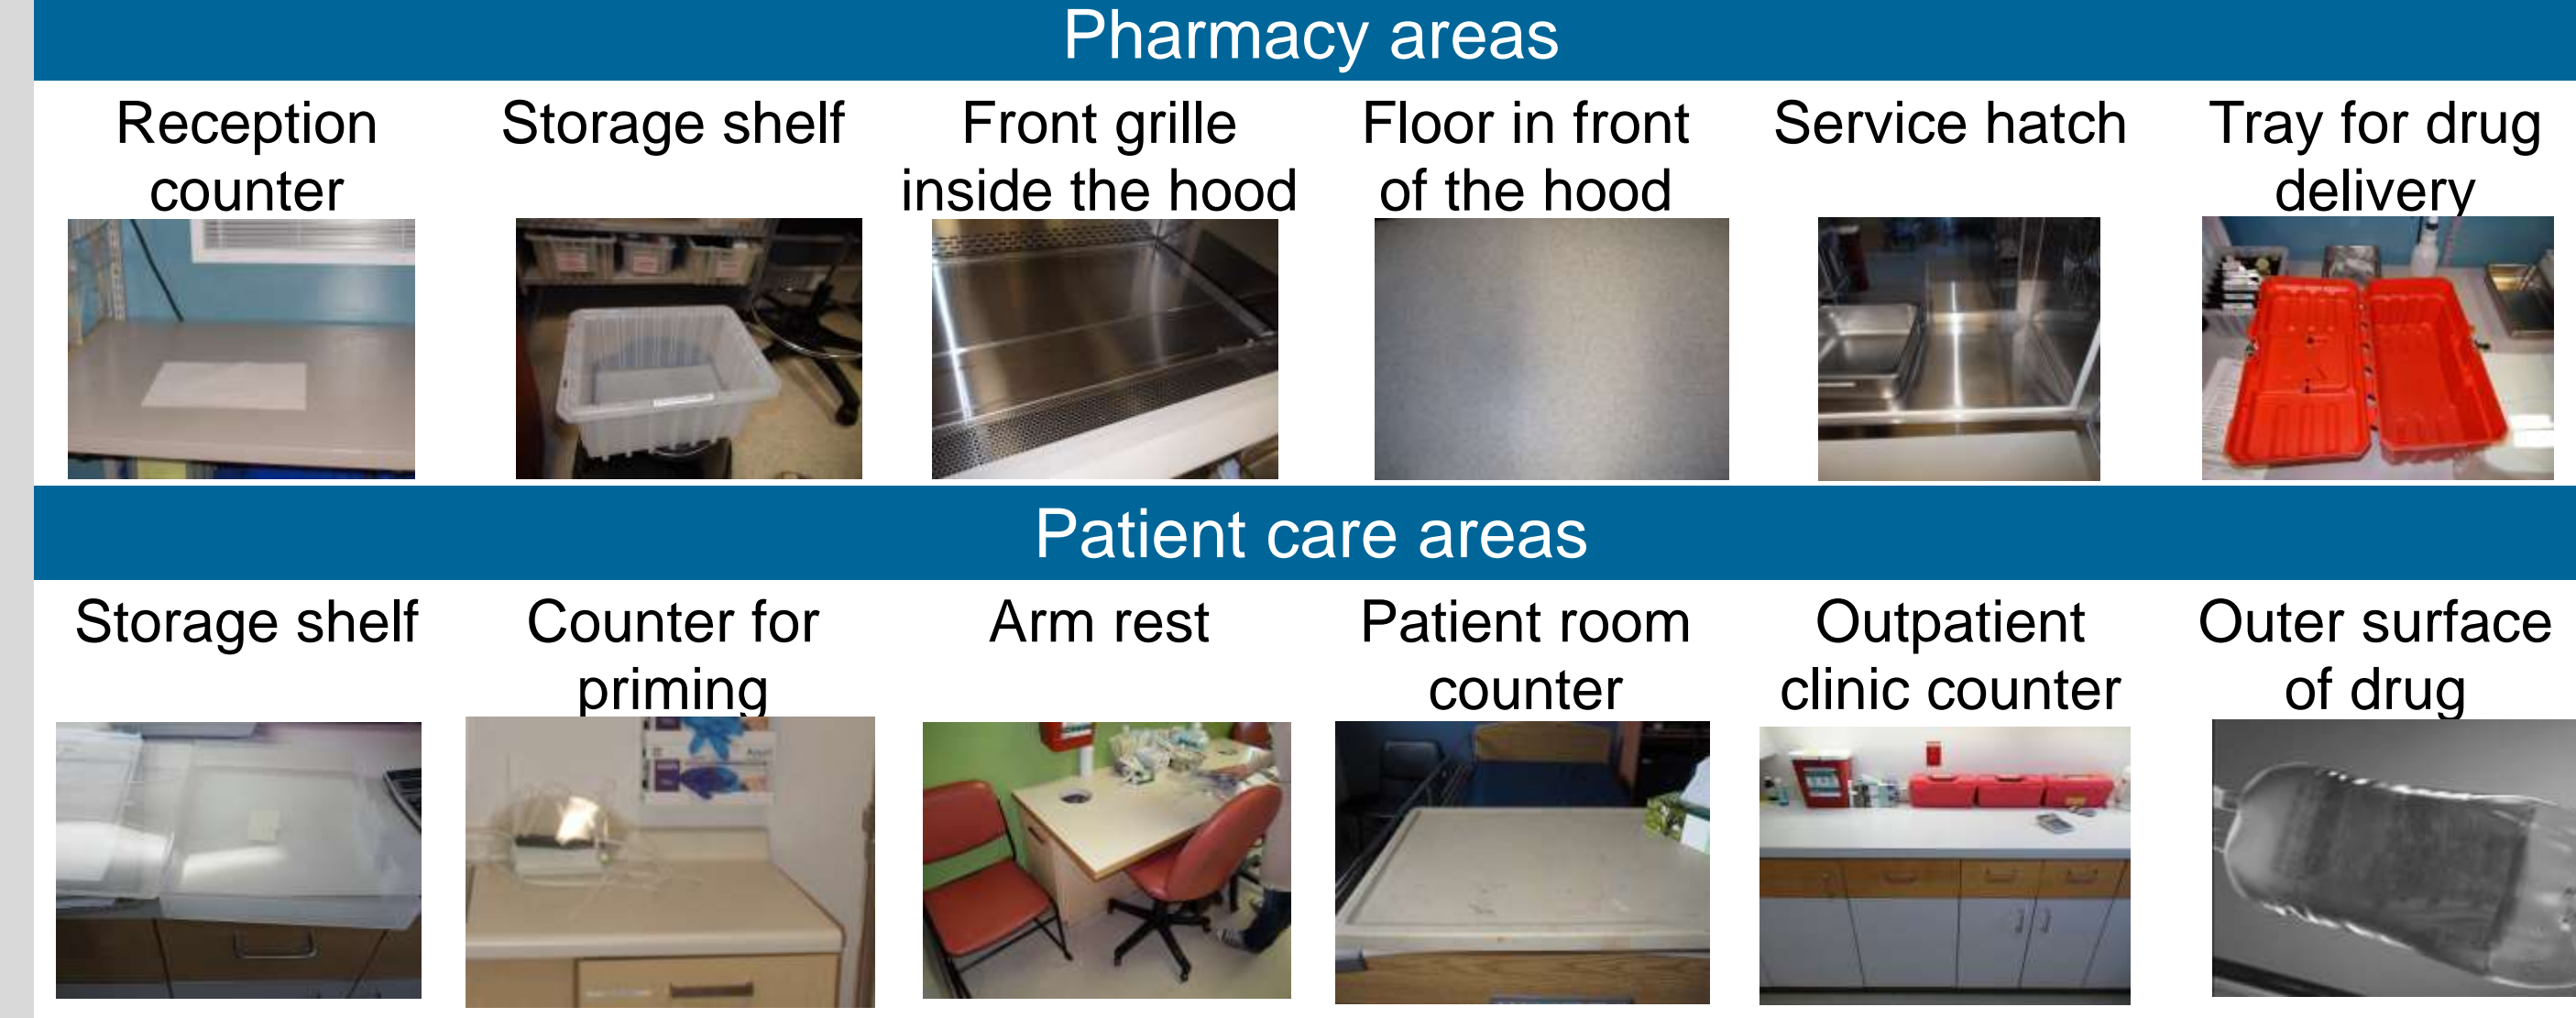 Pharmacy areas
Reception
counter
Storage shelf
Front grille
inside the hood
Floor in front
of the hood
Service hatch
Tray for drug
delivery
Patient care areas
Storage shelf
Counter for
priming
Arm rest
Patient room
counter
Outpatient
clinic counter
Outer surface
of drug